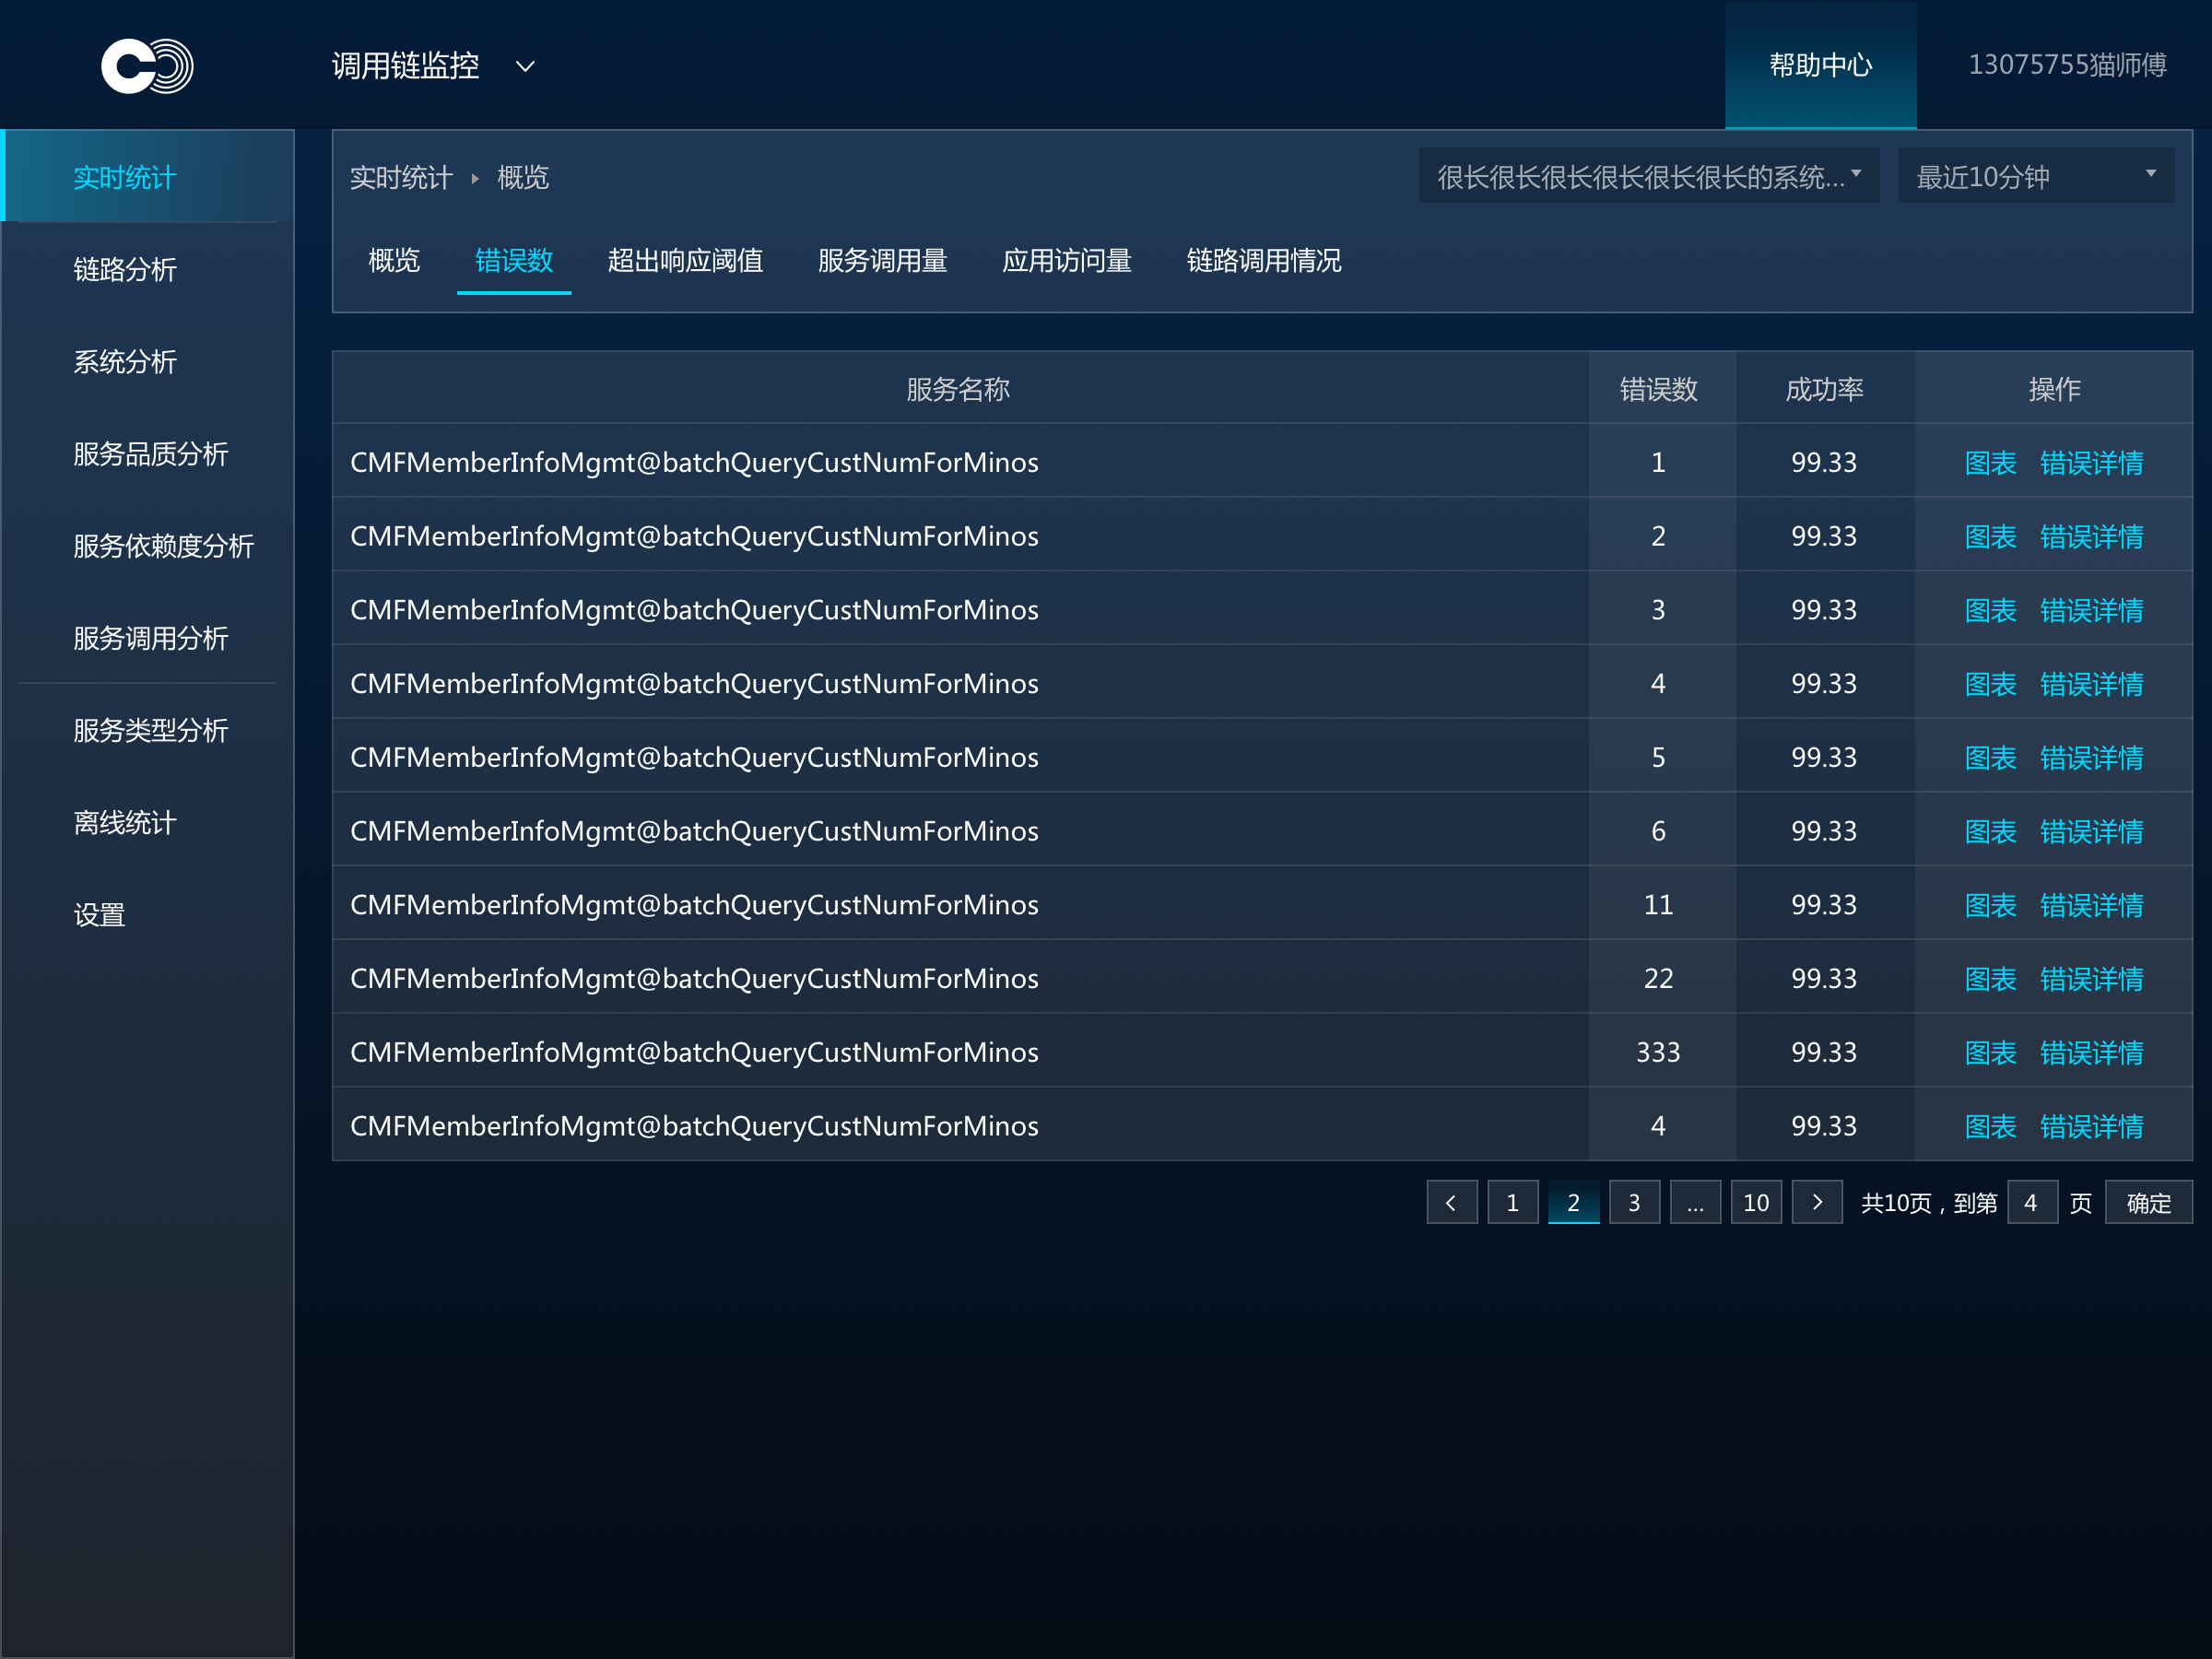 调用链监控
帮助中心
13075755猫师傅
实时统计
链路分析
系统分析
服务品质分析
服务依赖度分析
服务调用分析
服务类型分析
离线统计
设置
实时统计 概览
很长很长很长很长很长很长的系统...
最近10分钟
概览 错误数 超出响应阈值 服务调用量 应用访问量 链路调用情况
服务名称 错误数 成功率 操作
CMFMemberInfoMgmt@batchQueryCustNumForMinos 1 99.33 图表 错误详情
CMFMemberInfoMgmt@batchQueryCustNumForMinos 2 99.33 图表 错误详情
CMFMemberInfoMgmt@batchQueryCustNumForMinos 3 99.33 图表 错误详情
CMFMemberInfoMgmt@batchQueryCustNumForMinos 4 99.33 图表 错误详情
CMFMemberInfoMgmt@batchQueryCustNumForMinos 5 99.33 图表 错误详情
CMFMemberInfoMgmt@batchQueryCustNumForMinos 6 99.33 图表 错误详情
CMFMemberInfoMgmt@batchQueryCustNumForMinos 11 99.33 图表 错误详情
CMFMemberInfoMgmt@batchQueryCustNumForMinos 22 99.33 图表 错误详情
CMFMemberInfoMgmt@batchQueryCustNumForMinos 333 99.33 图表 错误详情
CMFMemberInfoMgmt@batchQueryCustNumForMinos 4 99.33 图表 错误详情
1 2 3 ... 10 共10页，到第 4 页 确定